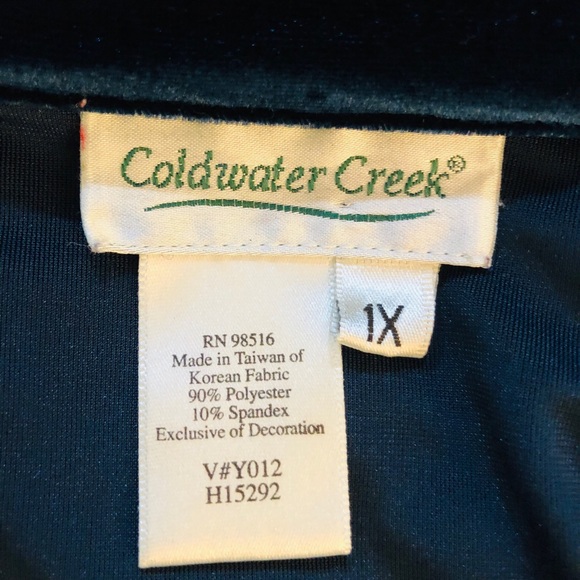 Coldwater Creek®
1X
RN 98516
Made in Taiwan of
Korean Fabric
90% Polyester
10% Spandex
Exclusive of Decoration
V#Y012
H15292